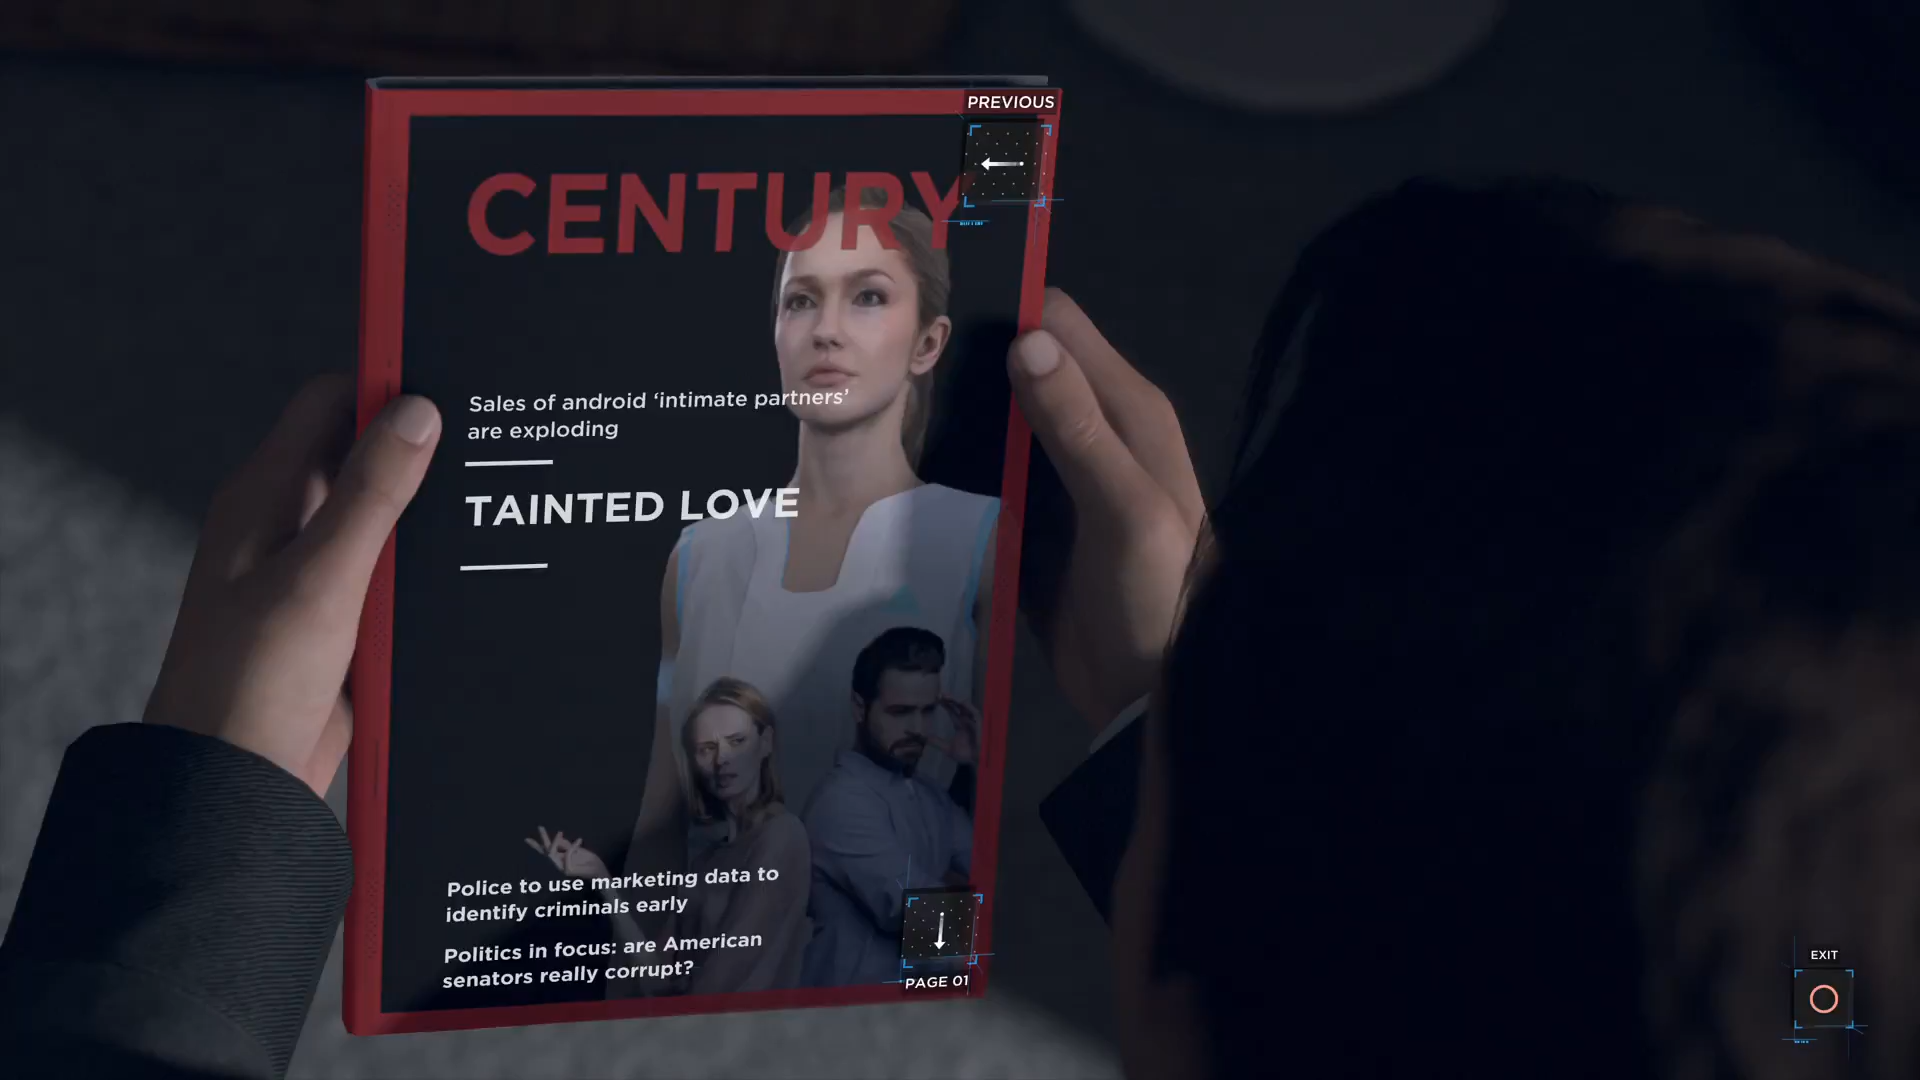 PREVIOUS
CENTURY
Sales of android ‘intimate partners’
are exploding
TAINTED LOVE
Police to use marketing data to
identify criminals early
Politics in focus: are American
senators really corrupt?
PAGE 01
EXIT